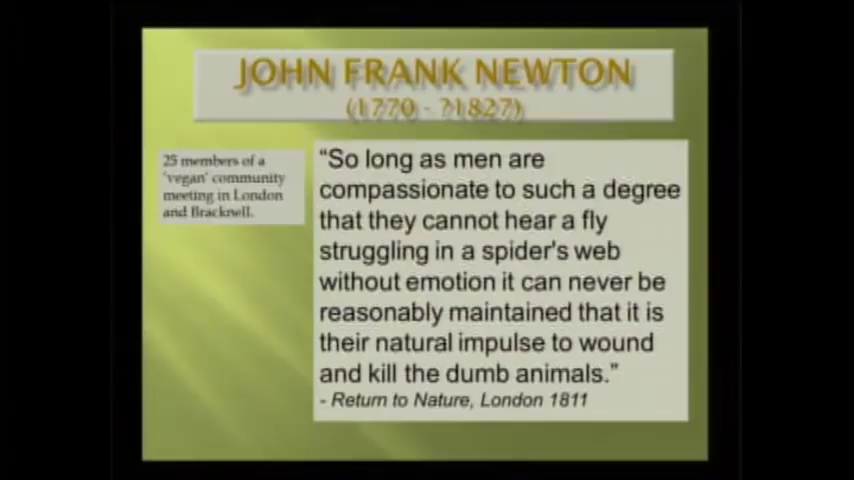 JOHN FRANK NEWTON
(1770 - ?1827)
25 members of a
'vegan' community
meeting in London
and Bracknell.
“So long as men are
compassionate to such a degree
that they cannot hear a fly
struggling in a spider's web
without emotion it can never be
reasonably maintained that it is
their natural impulse to wound
and kill the dumb animals.”
- Return to Nature, London 1811